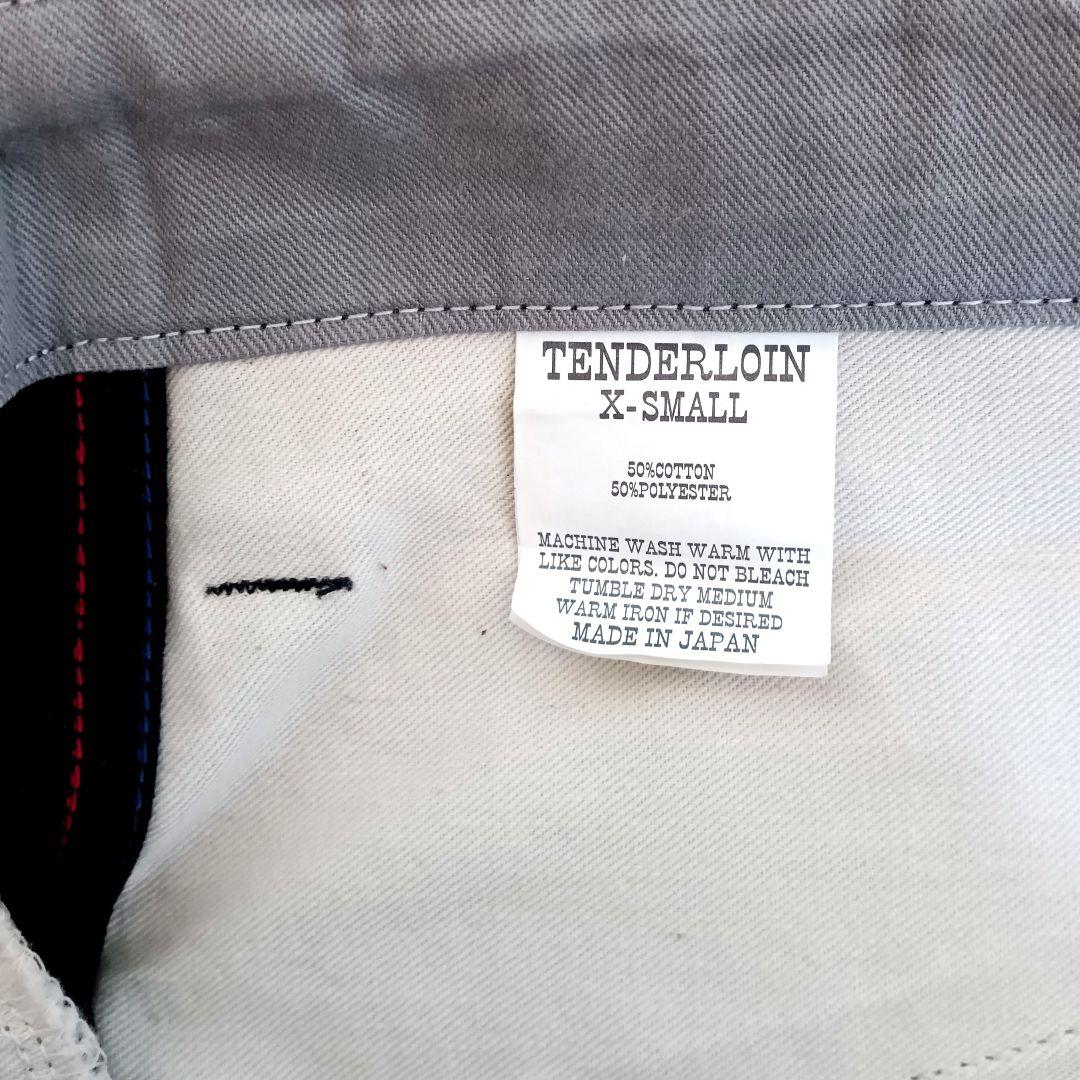 TENDERLOIN
X-SMALL
50%COTTON
50%POLYESTER
MACHINE WASH WARM WITH
LIKE COLORS. DO NOT BLEACH
TUMBLE DRY MEDIUM
WARM IRON IF DESIRED
MADE IN JAPAN